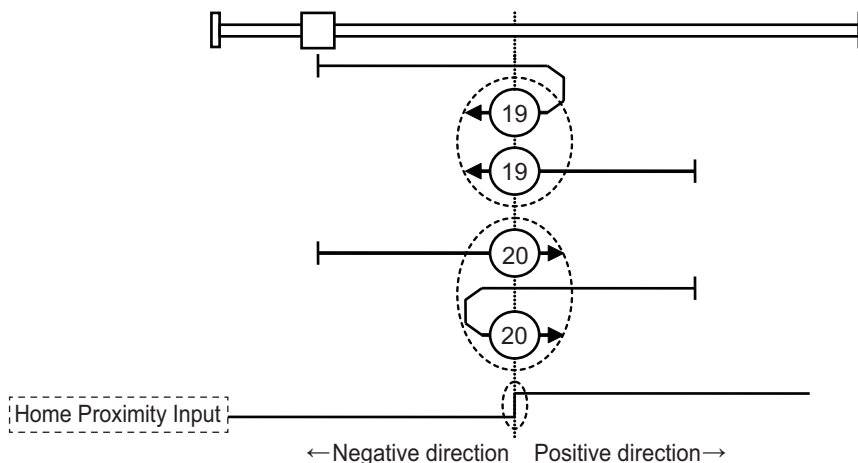 19
19
20
20
Home Proximity Input
←Negative direction Positive direction→